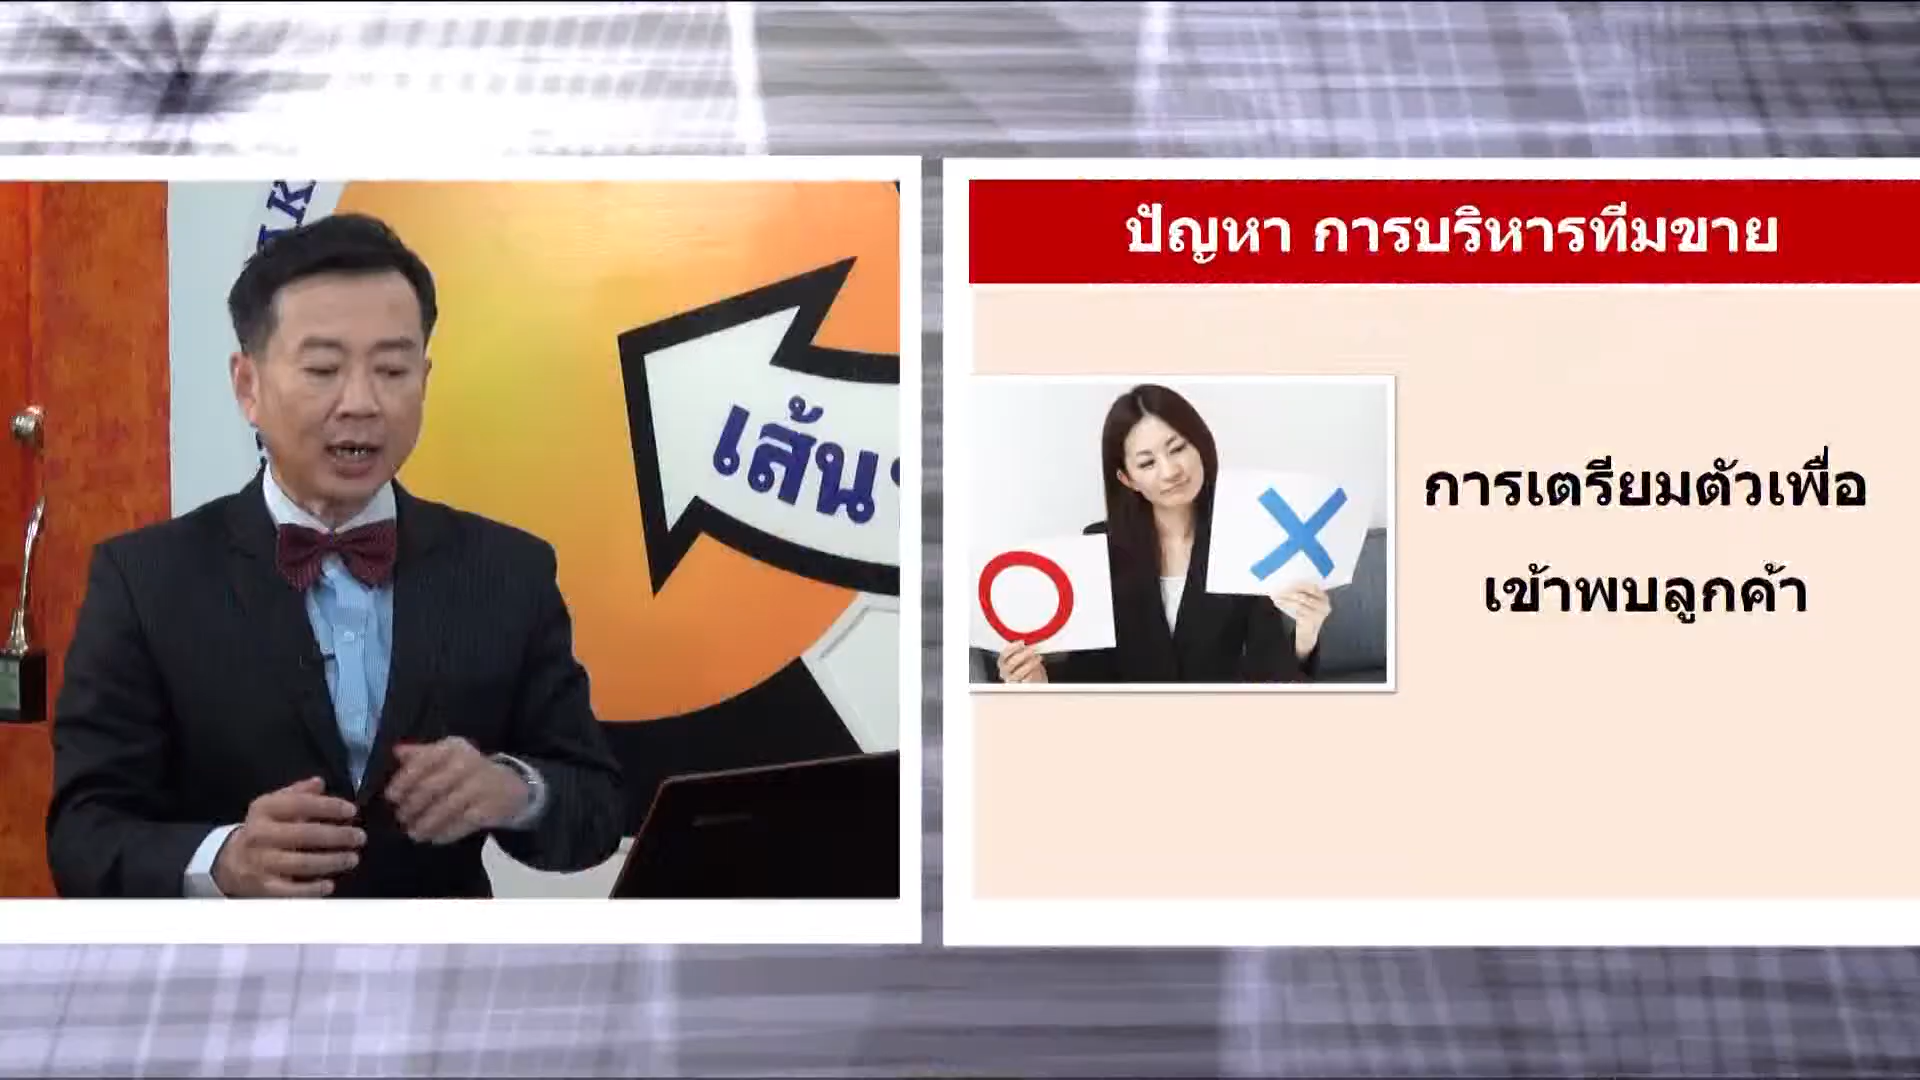 เส้น
ปัญหา การบริหารทีมขาย
การเตรียมตัวเพื่อ
เข้าพบลูกค้า